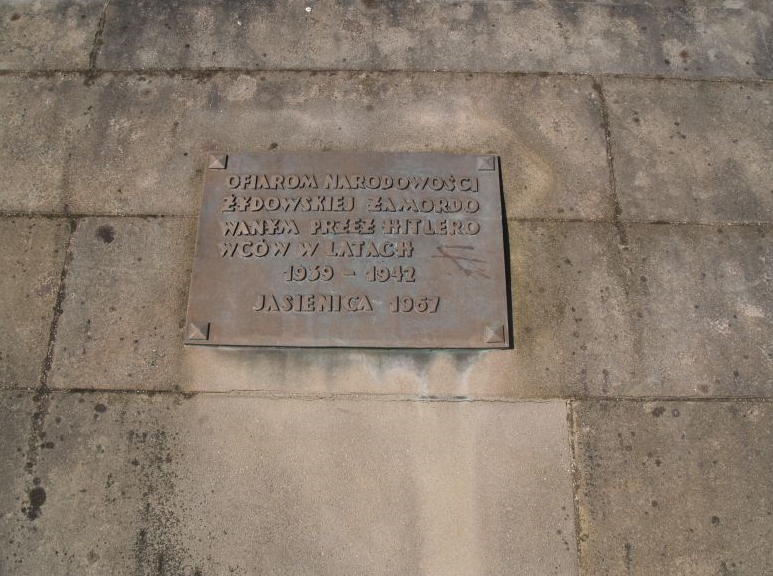 OFIAROM NARODOWOŚCI
ŻYDOWSKIEJ ZAMORDO
WANYM PRZEZ HITLERO
WCÓW W LATACH
1939 - 1942
JASIENICA 1967